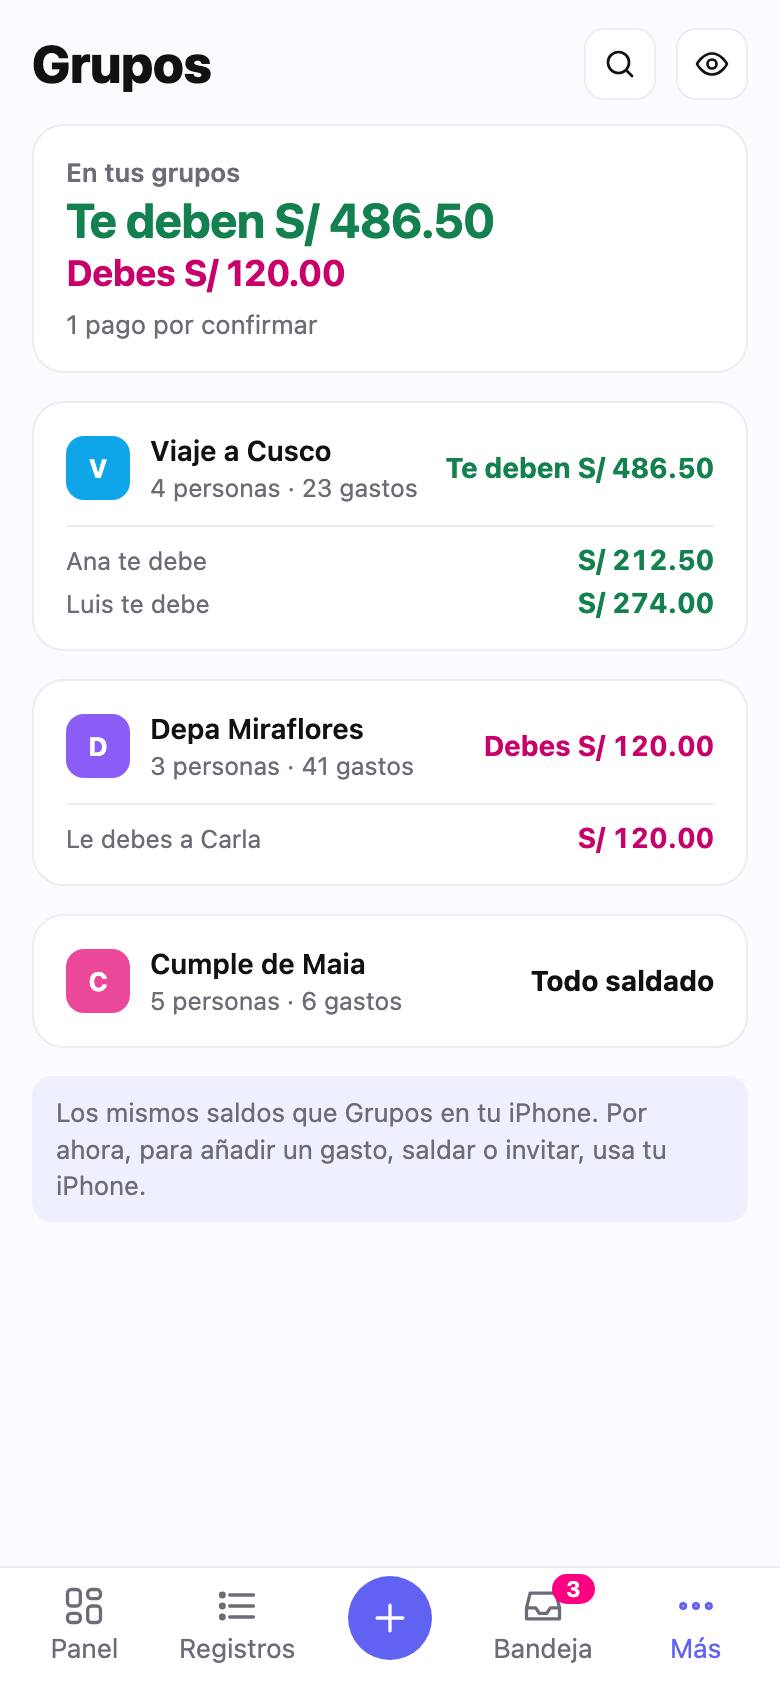 Grupos
En tus grupos
Te deben S/ 486.50
Debes S/ 120.00
1 pago por confirmar
V
Viaje a Cusco
4 personas · 23 gastos
Te deben S/ 486.50
Ana te debe
S/ 212.50
Luis te debe
S/ 274.00
D
Depa Miraflores
3 personas · 41 gastos
Debes S/ 120.00
Le debes a Carla
S/ 120.00
C
Cumple de Maia
5 personas · 6 gastos
Todo saldado
Los mismos saldos que Grupos en tu iPhone. Por
ahora, para añadir un gasto, saldar o invitar, usa tu
iPhone.
Panel
Registros
3
Bandeja
Más